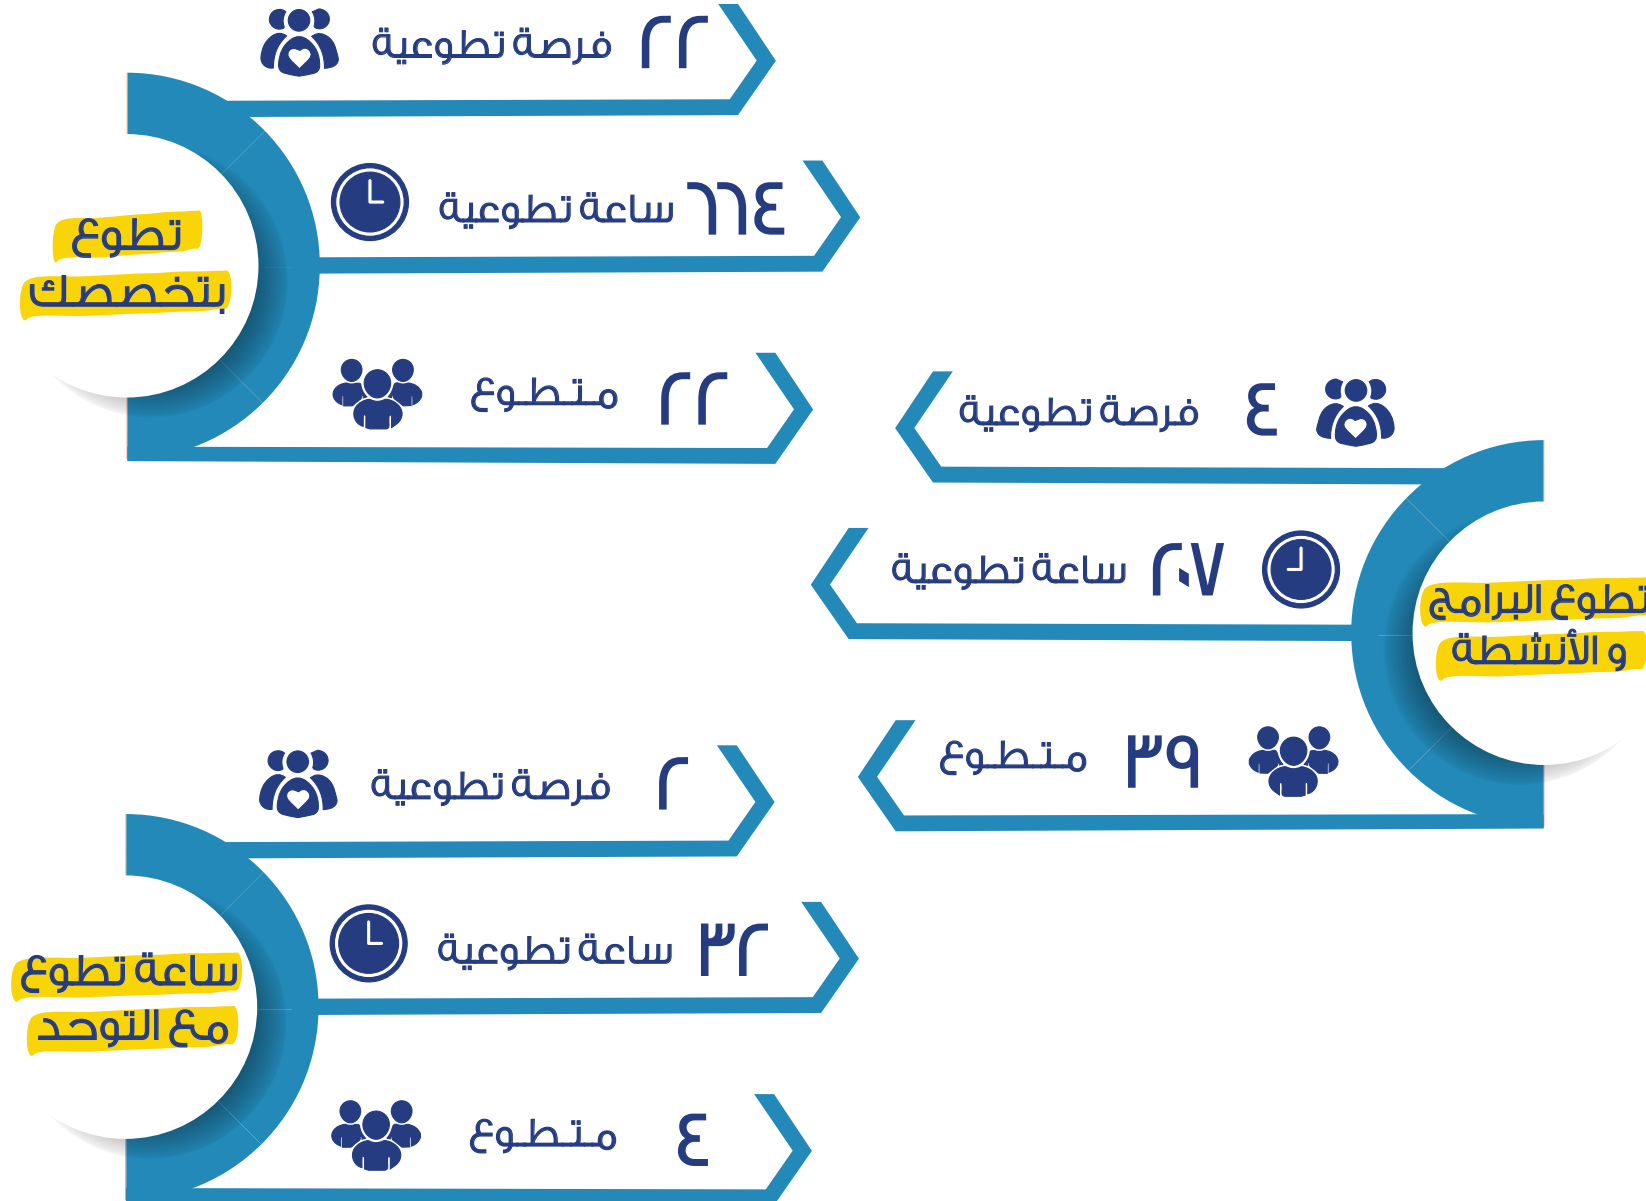 ٢٢ فرصة تطوعية
٦٦٤ ساعة تطوعية
٢٢ متطوع
تطوع
بتخصصك
٤ فرصة تطوعية
٢٠٧ ساعة تطوعية
٣٩ متطوع
تطوع البرامج
و الأنشطة
٢ فرصة تطوعية
٣٢ ساعة تطوعية
٤ متطوع
ساعة تطوع
مع التوحد